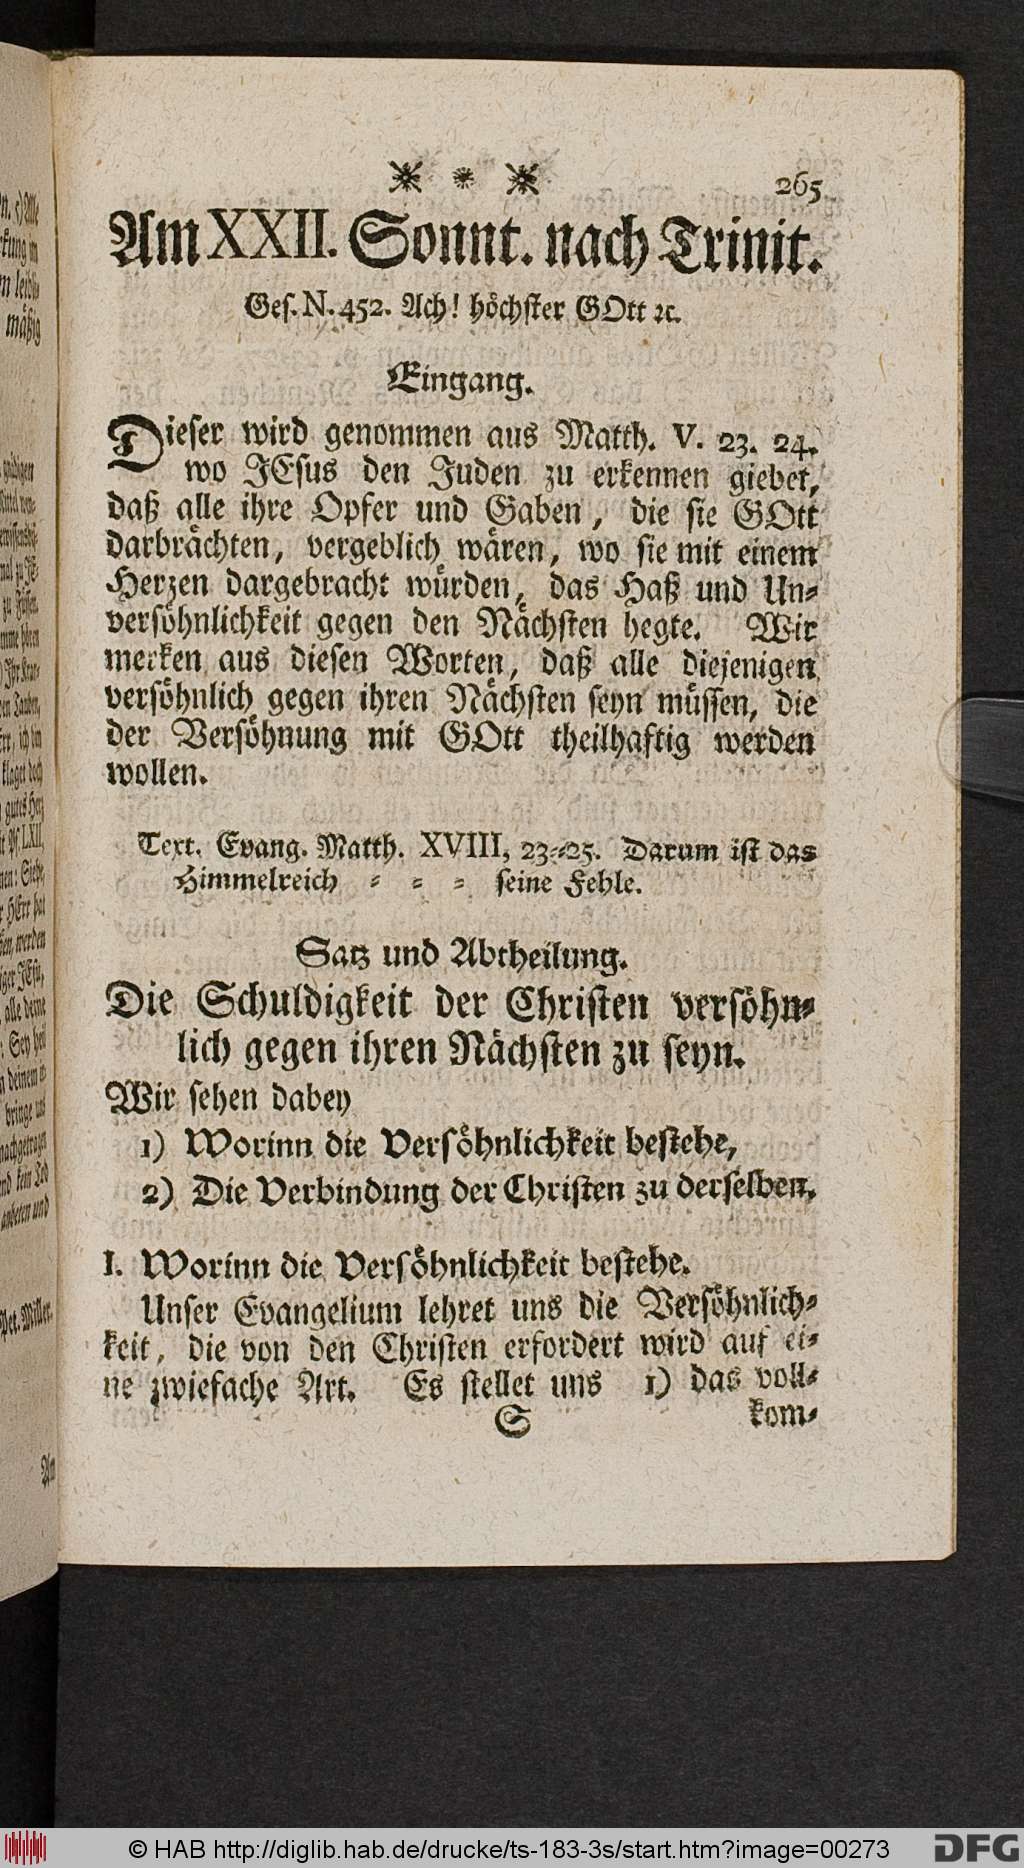 265
Am XXII. Sonnt. nach Trinit.
Ges. N. 452. Ach! höchster GOtt ꝛc.
Eingang.
Dieser wird genommen aus Matth. V. 23. 24.
wo JEsus den Juden zu erkennen giebet,
daß alle ihre Opfer und Gaben, die sie GOtt
darbrächten, vergeblich wären, wo sie mit einem
Herzen dargebracht würden, das Haß und Un-
versöhnlichkeit gegen den Nächsten hegte. Wir
merken aus diesen Worten, daß alle diejenigen
versöhnlich gegen ihren Nächsten seyn müssen, die
der Versöhnung mit GOtt theilhaftig werden
wollen.
Text. Evang. Matth. XVIII, 23--25. Darum ist das
Himmelreich - - - seine Fehle.
Satz und Abtheilung.
Die Schuldigkeit der Christen versöhn-
lich gegen ihren Nächsten zu seyn.
Wir sehen dabey
1) Worinn die Versöhnlichkeit bestehe,
2) Die Verbindung der Christen zu derselben.
I. Worinn die Versöhnlichkeit bestehe.
Unser Evangelium lehret uns die Versöhnlich-
keit, die von den Christen erfordert wird auf ei-
ne zwiefache Art. Es stellet uns 1) das voll-
S kom-
© HAB http://diglib.hab.de/drucke/ts-183-3s/start.htm?image=00273
DFG